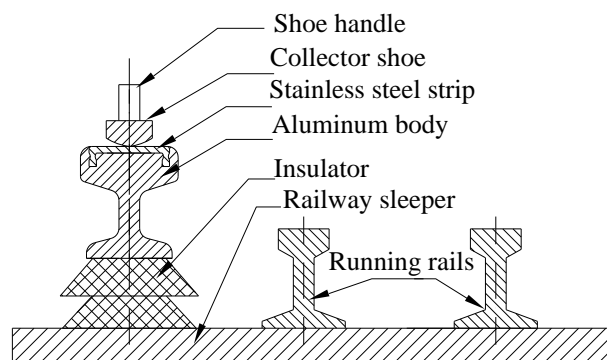 Shoe handle
Collector shoe
Stainless steel strip
Aluminum body
Insulator
Railway sleeper
Running rails